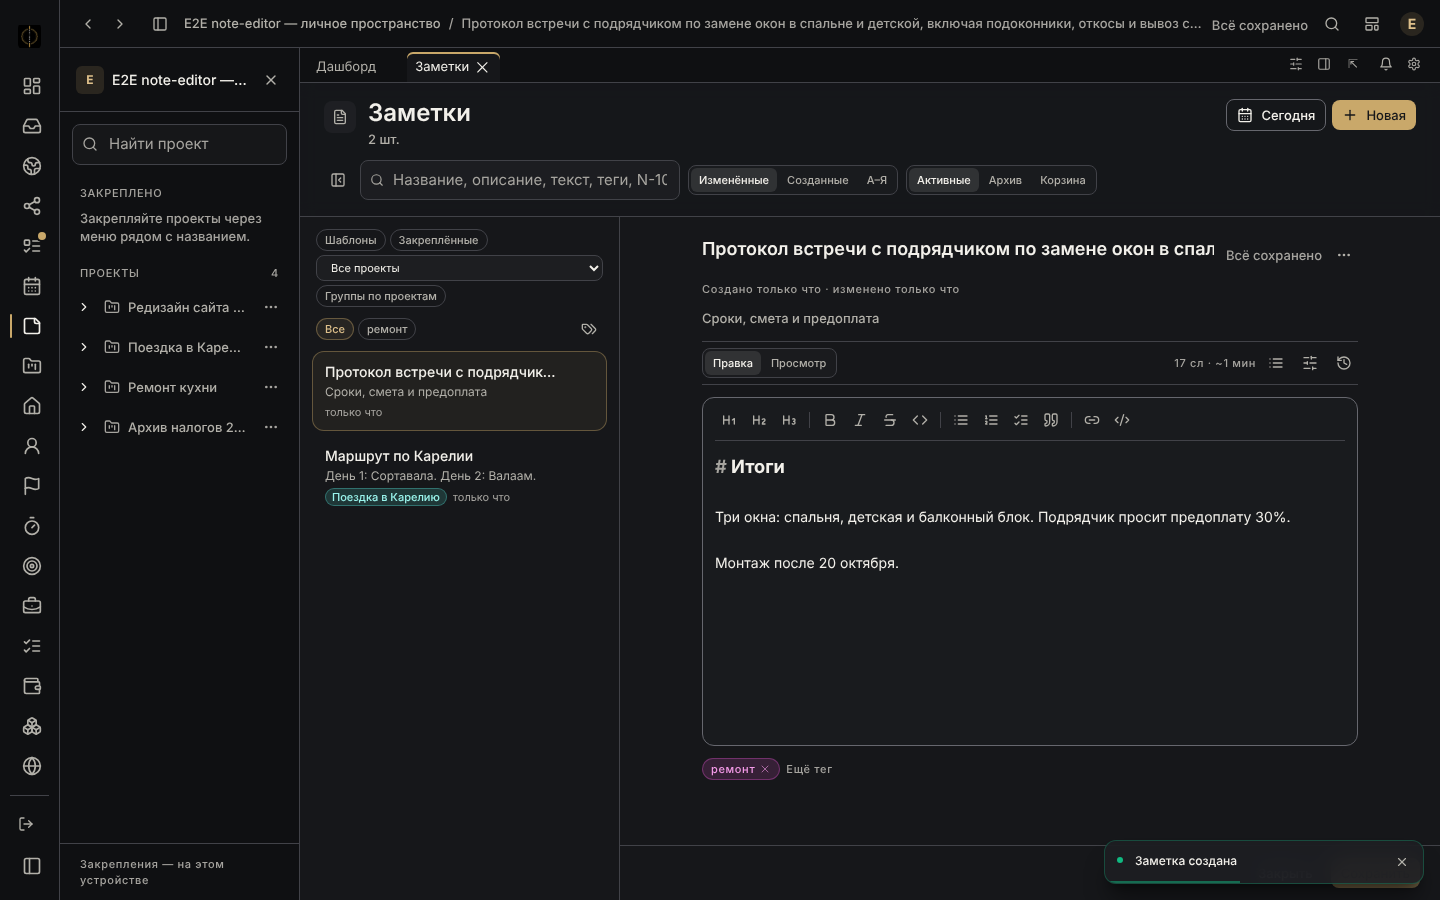 E2E note-editor — личное пространство / Протокол встречи с подрядчиком по замене окон в спальне и детской, включая подоконники, откосы и вывоз с...
Всё сохранено
E
E
E2E note-editor —...
Найти проект
ЗАКРЕПЛЕНО
Закрепляйте проекты через
меню рядом с названием.
ПРОЕКТЫ 4
Редизайн сайта ...
Поездка в Каре...
Ремонт кухни
Архив налогов 2...
Закрепления — на этом
устройстве
Дашборд
Заметки
Заметки
2 шт.
Сегодня
Новая
Название, описание, текст, теги, N-10
Изменённые Созданные А–Я
Активные Архив Корзина
Шаблоны Закреплённые
Все проекты
Группы по проектам
Все ремонт
Протокол встречи с подрядчик...
Сроки, смета и предоплата
только что
Маршрут по Карелии
День 1: Сортавала. День 2: Валаам.
Поездка в Карелию только что
Протокол встречи с подрядчиком по замене окон в спал
Всё сохранено
Создано только что · изменено только что
Сроки, смета и предоплата
Правка Просмотр
17 сл · ~1 мин
H1 H2 H3 B I S
# Итоги
Три окна: спальня, детская и балконный блок. Подрядчик просит предоплату 30%.
Монтаж после 20 октября.
ремонт
Ещё тег
Заметка создана